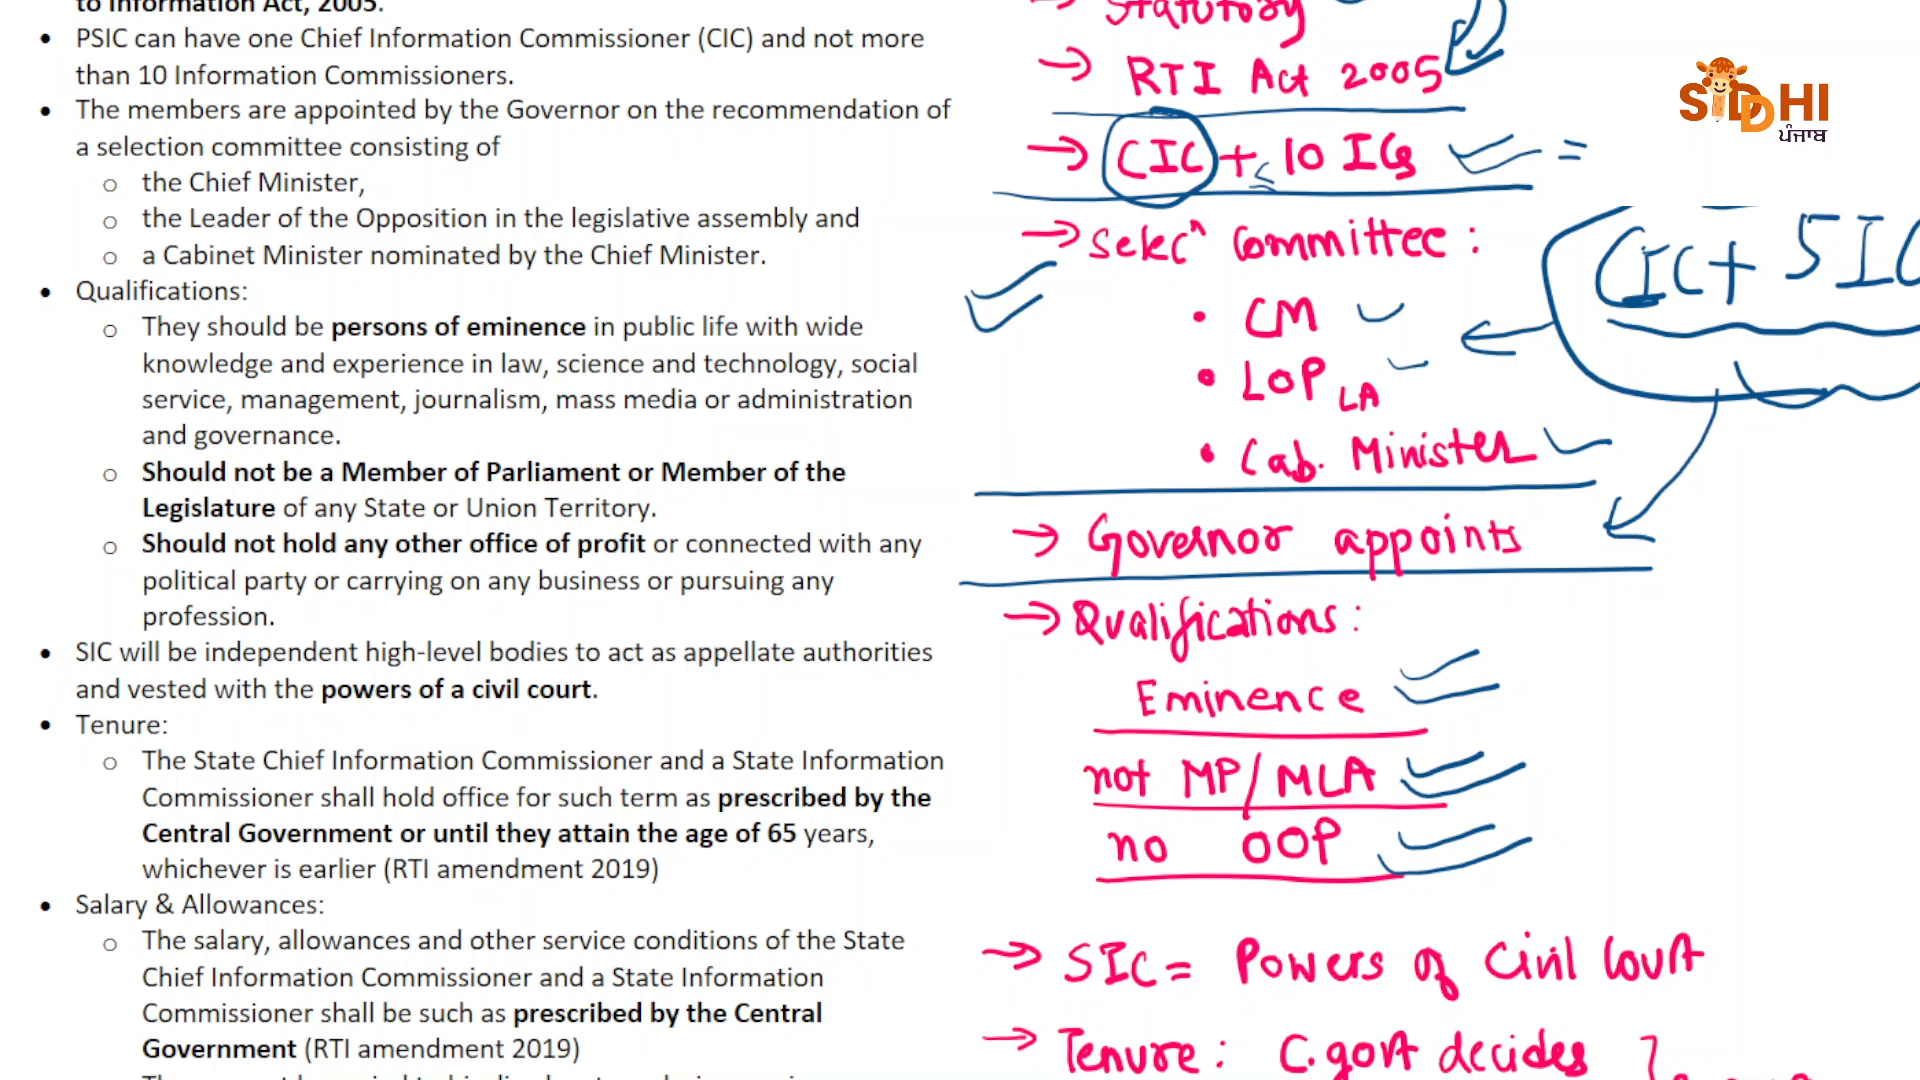 to Information Act, 2005.
• PSIC can have one Chief Information Commissioner (CIC) and not more
than 10 Information Commissioners.
• The members are appointed by the Governor on the recommendation of
a selection committee consisting of
o the Chief Minister,
o the Leader of the Opposition in the legislative assembly and
o a Cabinet Minister nominated by the Chief Minister.
• Qualifications:
o They should be persons of eminence in public life with wide
knowledge and experience in law, science and technology, social
service, management, journalism, mass media or administration
and governance.
o Should not be a Member of Parliament or Member of the
Legislature of any State or Union Territory.
o Should not hold any other office of profit or connected with any
political party or carrying on any business or pursuing any
profession.
• SIC will be independent high-level bodies to act as appellate authorities
and vested with the powers of a civil court.
• Tenure:
o The State Chief Information Commissioner and a State Information
Commissioner shall hold office for such term as prescribed by the
Central Government or until they attain the age of 65 years,
whichever is earlier (RTI amendment 2019)
• Salary & Allowances:
o The salary, allowances and other service conditions of the State
Chief Information Commissioner and a State Information
Commissioner shall be such as prescribed by the Central
Government (RTI amendment 2019)
→ Statutory
→ RTI Act 2005
→ CIC + ≤ 10 ICs =
→ Selecⁿ Committee :
• CM
• LOP LA
• Cab. Minister
→ Governor appoints
→ Qualifications :
Eminence
not MP/MLA
no OOP
→ SIC = Powers of Civil Court
→ Tenure : C. govt decides
CIC + 5 IC
SIDDHI
ਪੰਜਾਬ